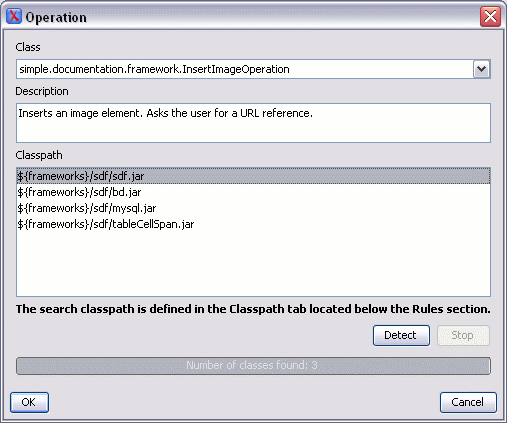 Operation
Class
simple.documentation.framework.InsertImageOperation
Description
Inserts an image element. Asks the user for a URL reference.
Classpath
${frameworks}/sdf/sdf.jar
${frameworks}/sdf/bd.jar
${frameworks}/sdf/mysql.jar
${frameworks}/sdf/tableCellSpan.jar
The search classpath is defined in the Classpath tab located below the Rules section.
Detect Stop
Number of classes found: 3
OK Cancel